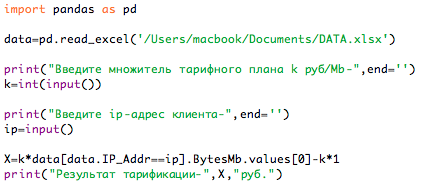 import pandas as pd
data=pd.read_excel('/Users/macbook/Documents/DATA.xlsx')
print("Введите множитель тарифного плана k руб/Mb-",end='')
k=int(input())
print("Введите ip-адрес клиента-",end='')
ip=input()
X=k*data[data.IP_Addr==ip].BytesMb.values[0]-k*1
print("Результат тарификации-",X,"руб.")